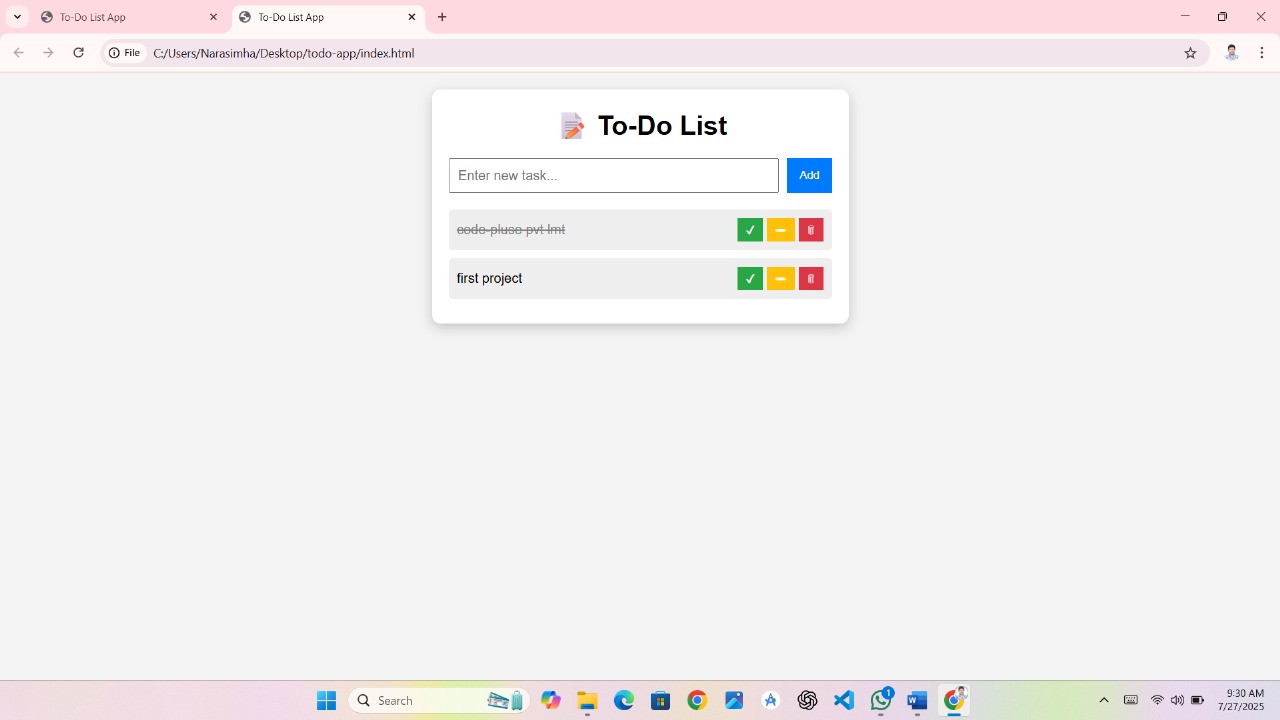 To-Do List App
To-Do List App
File
C:/Users/Narasimha/Desktop/todo-app/index.html
To-Do List
Enter new task...
Add
code-pluse pvt lmt
first project
Search
1
W
9:30 AM
7/27/2025